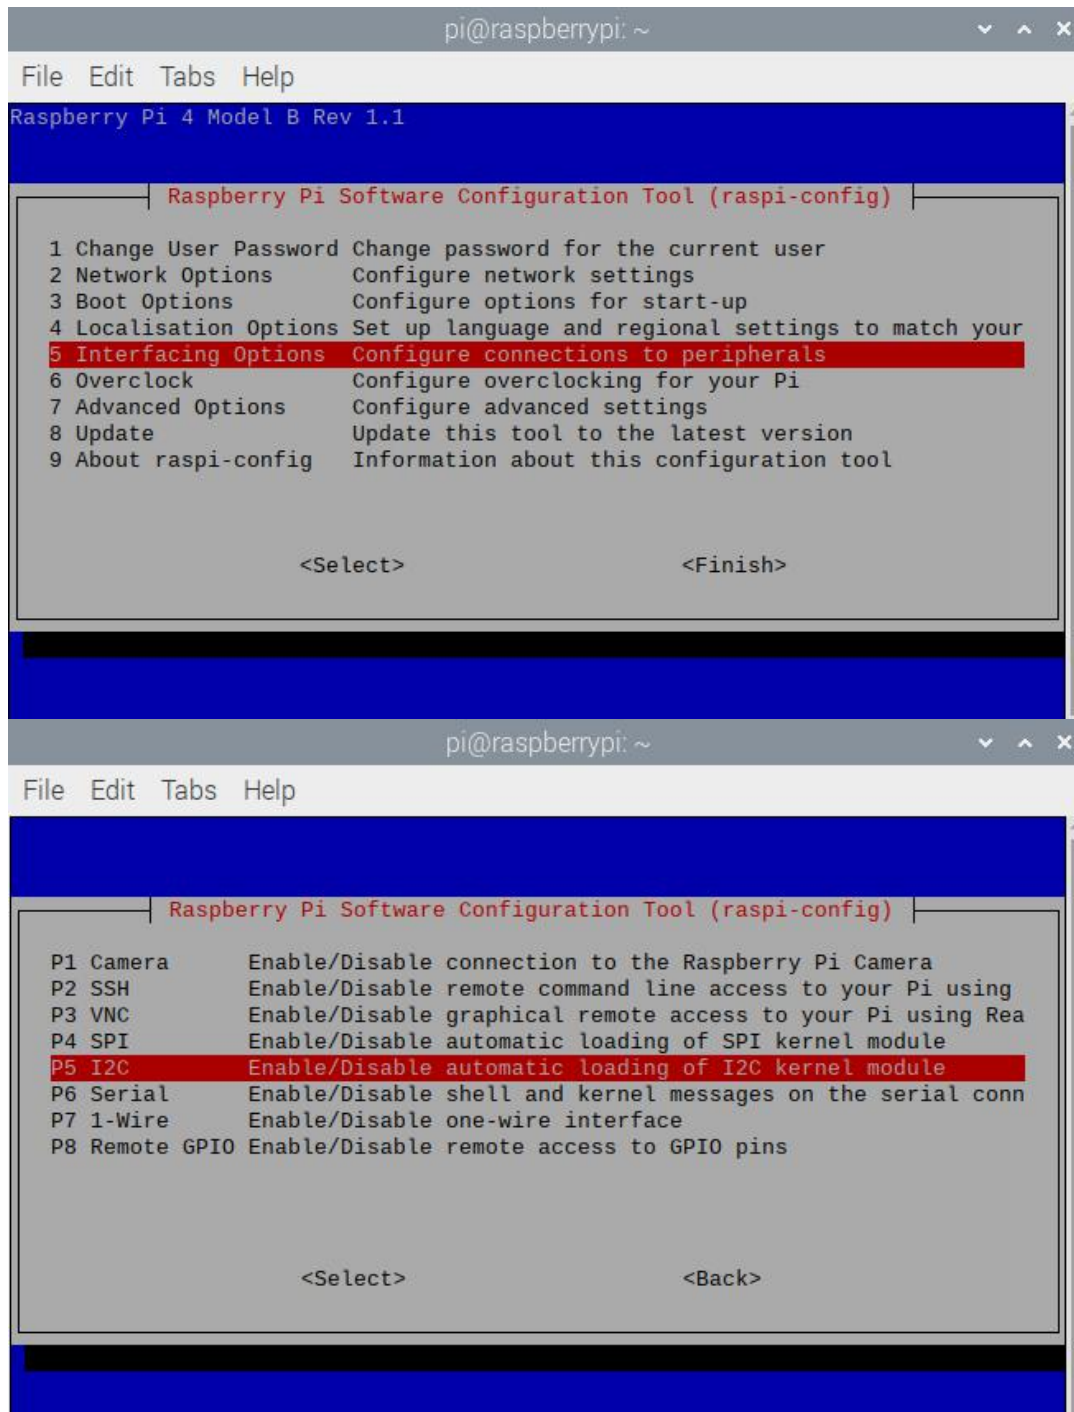 pi@raspberrypi: ~
File Edit Tabs Help
Raspberry Pi 4 Model B Rev 1.1
Raspberry Pi Software Configuration Tool (raspi-config)
1 Change User Password Change password for the current user
2 Network Options Configure network settings
3 Boot Options Configure options for start-up
4 Localisation Options Set up language and regional settings to match your
5 Interfacing Options Configure connections to peripherals
6 Overclock Configure overclocking for your Pi
7 Advanced Options Configure advanced settings
8 Update Update this tool to the latest version
9 About raspi-config Information about this configuration tool
<Select> <Finish>
pi@raspberrypi: ~
File Edit Tabs Help
Raspberry Pi Software Configuration Tool (raspi-config)
P1 Camera Enable/Disable connection to the Raspberry Pi Camera
P2 SSH Enable/Disable remote command line access to your Pi using
P3 VNC Enable/Disable graphical remote access to your Pi using Rea
P4 SPI Enable/Disable automatic loading of SPI kernel module
P5 I2C Enable/Disable automatic loading of I2C kernel module
P6 Serial Enable/Disable shell and kernel messages on the serial conn
P7 1-Wire Enable/Disable one-wire interface
P8 Remote GPIO Enable/Disable remote access to GPIO pins
<Select> <Back>